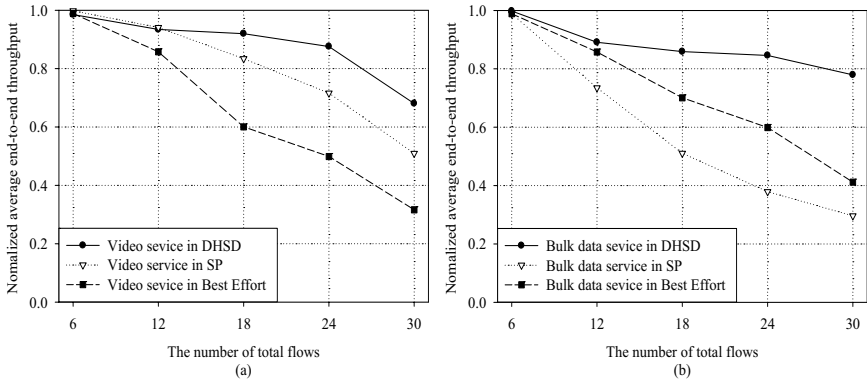 Nomalized average end-to-end throughput
1.0
0.8
0.6
0.4
0.2
0.0
Video sevice in DHSD
Video service in SP
Video sevice in Best Effort
6
12
18
24
30
The number of total flows
(a)
Nomalized average end-to-end throughput
1.0
0.8
0.6
0.4
0.2
0.0
Bulk data sevice in DHSD
Bulk data service in SP
Bulk data sevice in Best Effort
6
12
18
24
30
The number of total flows
(b)